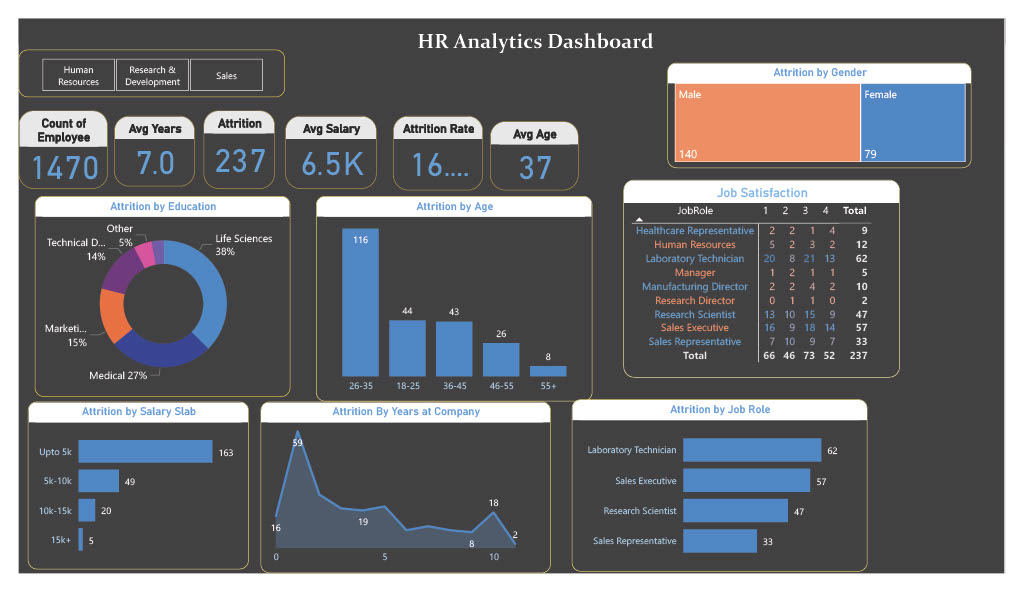 HR Analytics Dashboard
Human Resources
Research & Development
Sales
Count of Employee
1470
Avg Years
7.0
Attrition
237
Avg Salary
6.5K
Attrition Rate
16....
Avg Age
37
Attrition by Gender
Male
140
Female
79
Attrition by Education
Other 5%
Technical D... 14%
Marketi... 15%
Medical 27%
Life Sciences 38%
Attrition by Age
116
44
43
26
8
26-35 18-25 36-45 46-55 55+
Job Satisfaction
JobRole 1 2 3 4 Total
Healthcare Representative 2 2 1 4 9
Human Resources 5 2 3 2 12
Laboratory Technician 20 8 21 13 62
Manager 1 2 1 1 5
Manufacturing Director 2 2 4 2 10
Research Director 0 1 1 0 2
Research Scientist 13 10 15 9 47
Sales Executive 16 9 18 14 57
Sales Representative 7 10 9 7 33
Total 66 46 73 52 237
Attrition by Salary Slab
Upto 5k 163
5k-10k 49
10k-15k 20
15k+ 5
Attrition By Years at Company
59
16
19
8
18
2
0 5 10
Attrition by Job Role
Laboratory Technician 62
Sales Executive 57
Research Scientist 47
Sales Representative 33